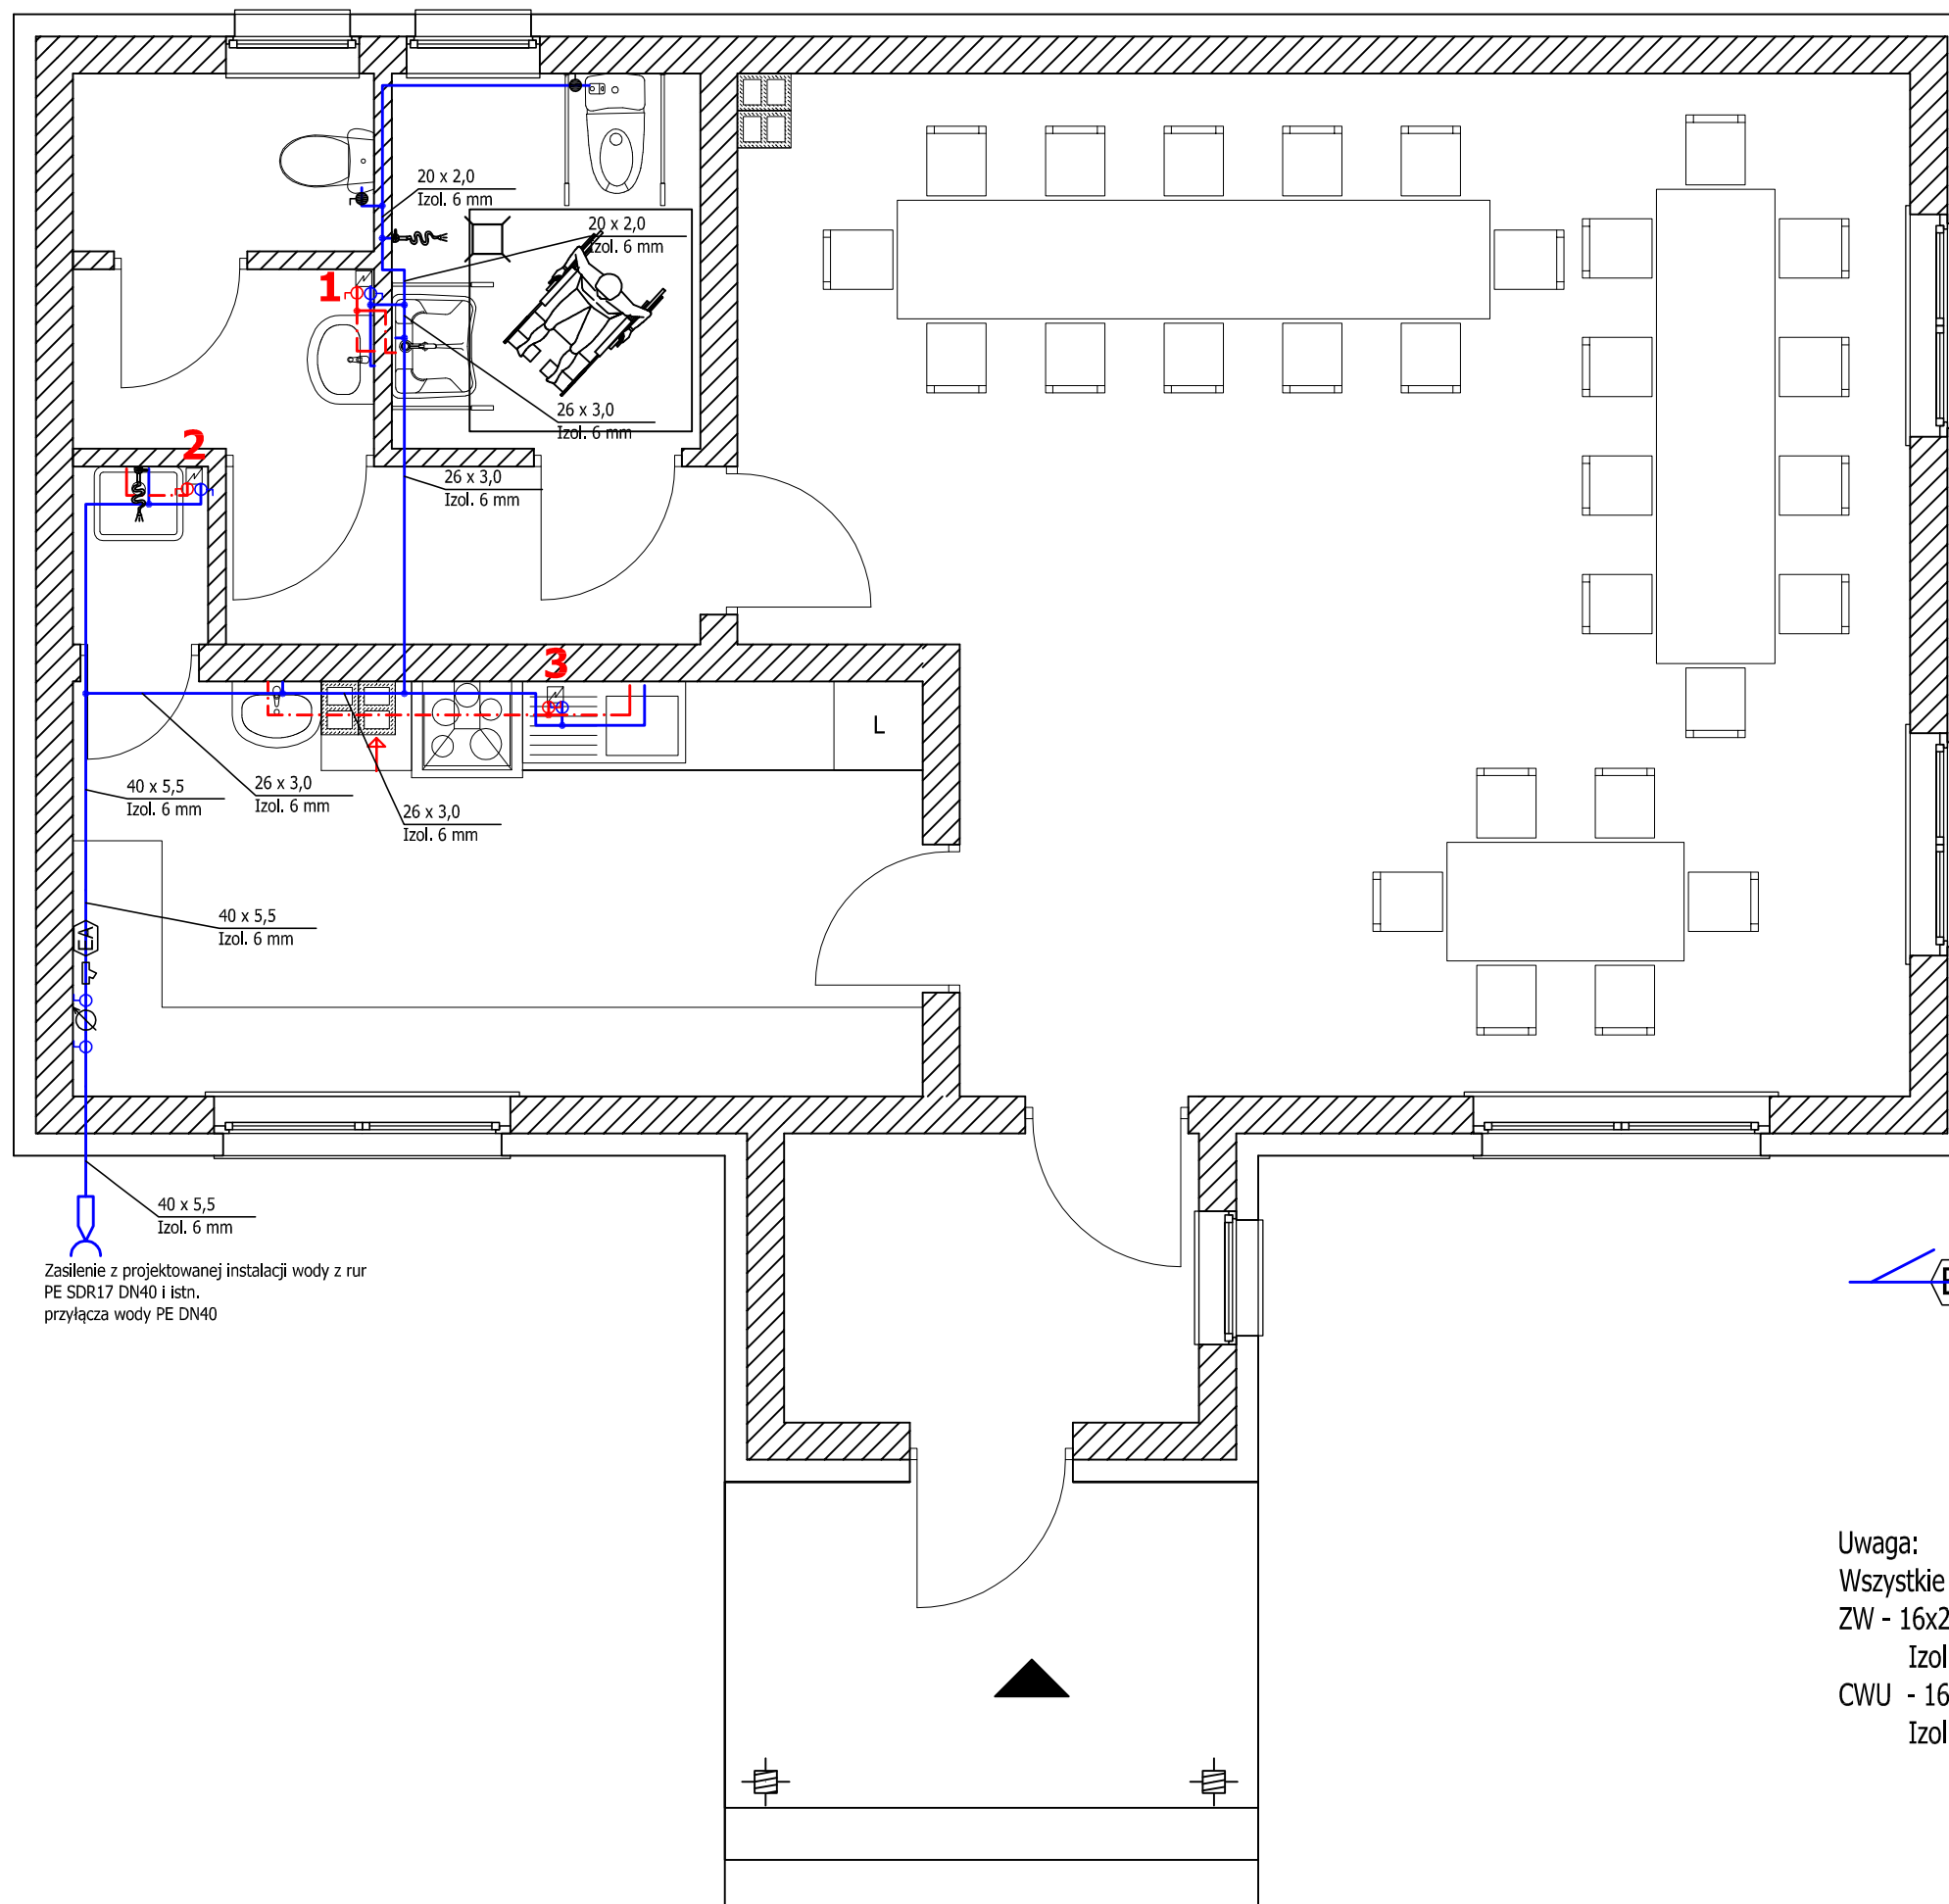 20 x 2,0
Izol. 6 mm
20 x 2,0
Izol. 6 mm
1
26 x 3,0
Izol. 6 mm
2
26 x 3,0
Izol. 6 mm
3
L
40 x 5,5
Izol. 6 mm
26 x 3,0
Izol. 6 mm
26 x 3,0
Izol. 6 mm
40 x 5,5
Izol. 6 mm
EA
40 x 5,5
Izol. 6 mm
Zasilenie z projektowanej instalacji wody z rur
PE SDR17 DN40 i istn.
przyłącza wody PE DN40
Uwaga:
Wszystkie
ZW - 16x2
Izol
CWU - 16
Izol